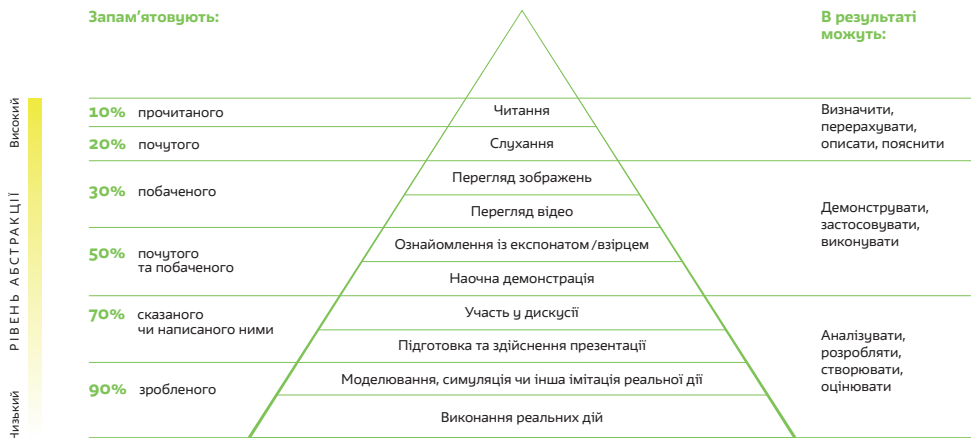 Запам’ятовують:
В результаті
можуть:
Високий
РІВЕНЬ АБСТРАКЦІЇ
Низький
10% прочитаного
Читання
Визначити,
перерахувати,
описати, пояснити
20% почутого
Слухання
30% побаченого
Перегляд зображень
Перегляд відео
Демонструвати,
застосовувати,
виконувати
50% почутого
та побаченого
Ознайомлення із експонатом/взірцем
Наочна демонстрація
70% сказаного
чи написаного ними
Участь у дискусії
Підготовка та здійснення презентації
Аналізувати,
розробляти,
створювати,
оцінювати
90% зробленого
Моделювання, симуляція чи інша імітація реальної дії
Виконання реальних дій